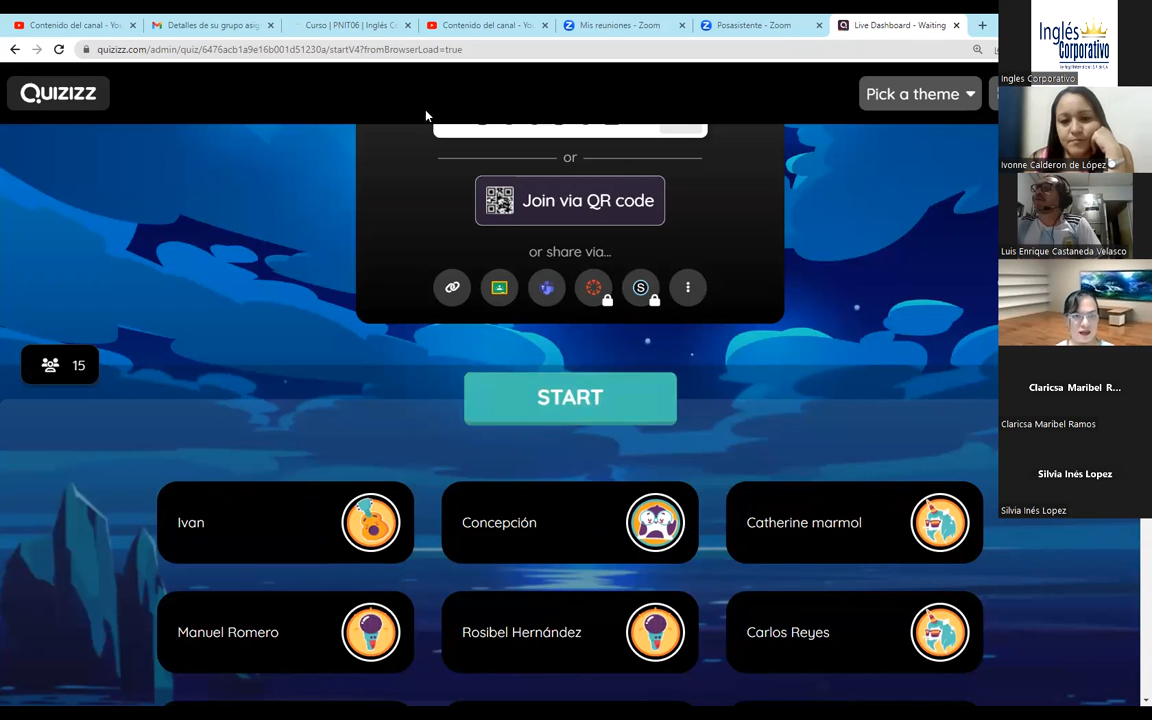 Contenido del canal - You
Detalles de su grupo asig
Curso | PNIT06 | Inglés C
Contenido del canal - You
Mis reuniones - Zoom
Posasistente - Zoom
Live Dashboard - Waiting
quizizz.com/admin/quiz/6476acb1a9e16b001d51230a/startV4?fromBrowserLoad=true
Quizizz
Pick a theme
or
Join via QR code
or share via...
S
15
START
Ivan
Concepción
Catherine marmol
Manuel Romero
Rosibel Hernández
Carlos Reyes
Inglés
Corporativo
Ingles Corporativo
Ivonne Calderon de López
Luis Enrique Castaneda Velasco
Claricsa Maribel R...
Claricsa Maribel Ramos
Silvia Inés Lopez
Silvia Inés Lopez